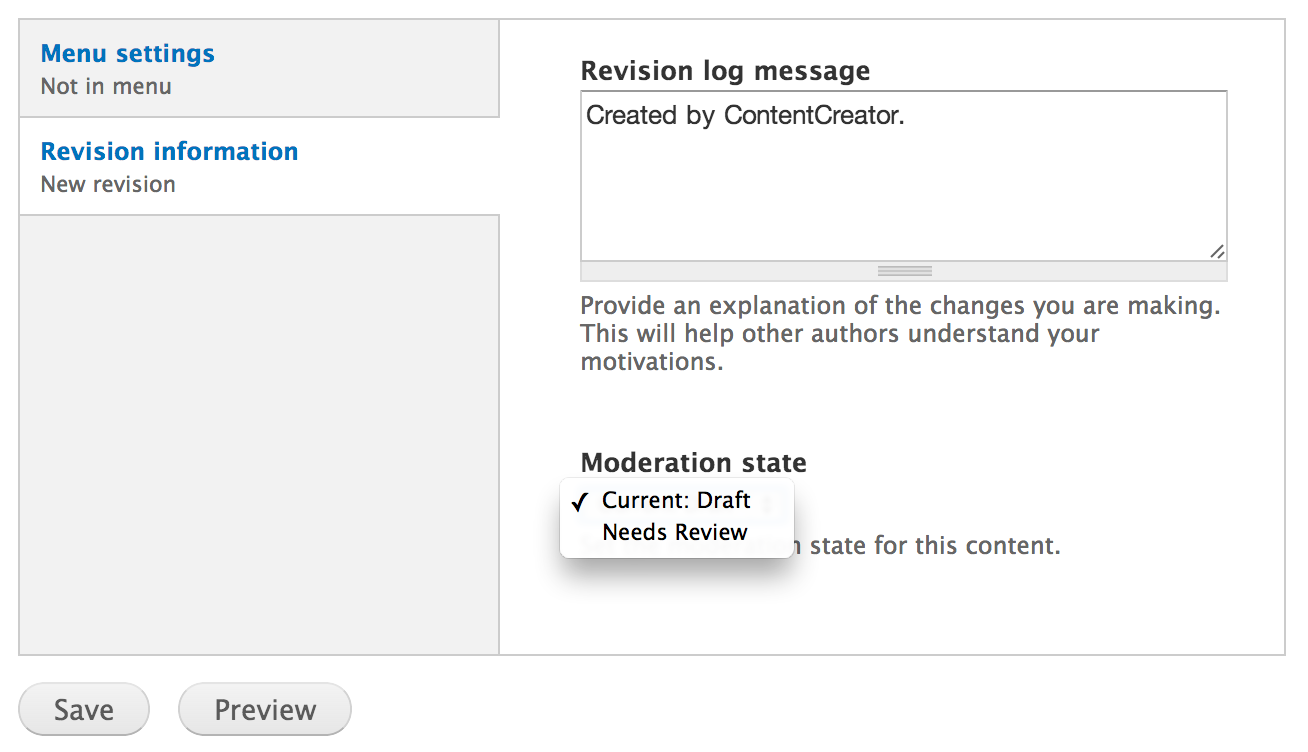 Menu settings
Not in menu
Revision information
New revision
Revision log message
Created by ContentCreator.
Provide an explanation of the changes you are making.
This will help other authors understand your
motivations.
Moderation state
✓ Current: Draft
Needs Review
state for this content.
Save
Preview